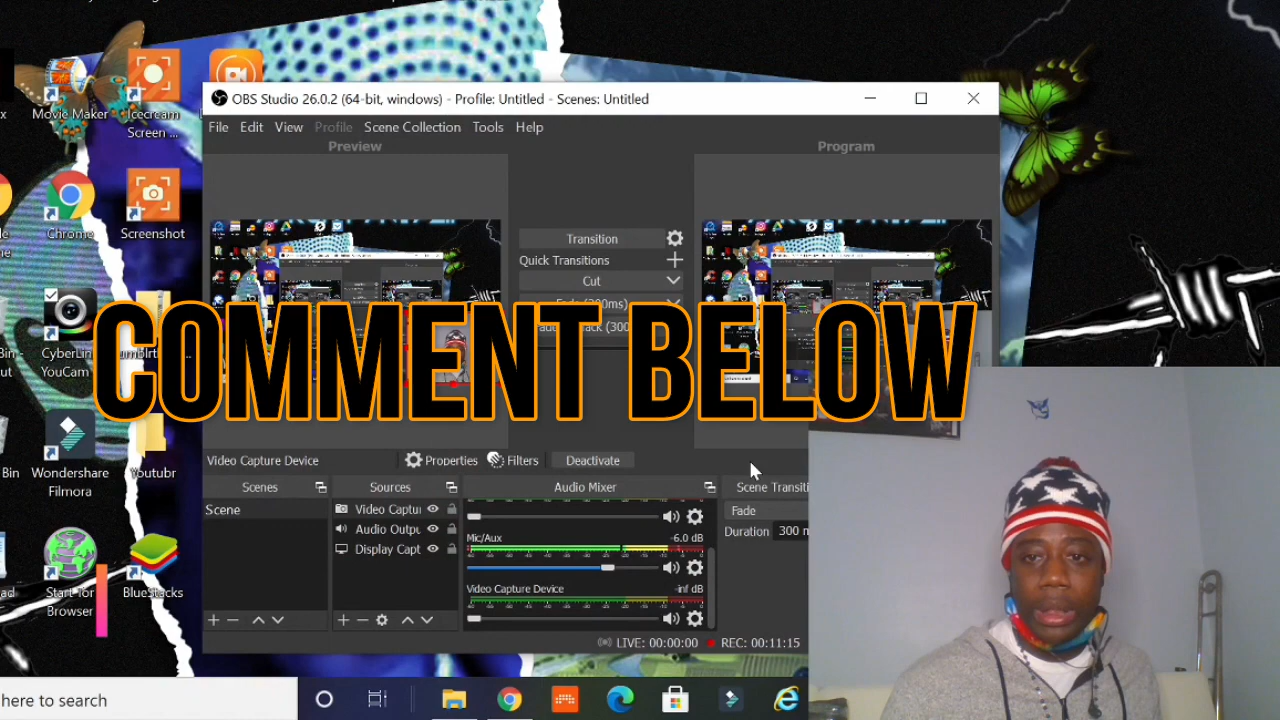 OBS Studio 26.0.2 (64-bit, windows) - Profile: Untitled - Scenes: Untitled
File Edit View Profile Scene Collection Tools Help
Preview
Program
Movie Maker
Icecream
Screen ...
Chrome
Screenshot
Transition
Quick Transitions
Cut
COMMENT BELOW
YouCam
Wondershare
Filmora
Youtubr
Bin
Video Capture Device
Properties
Filters
Deactivate
Scenes
Sources
Audio Mixer
Scene Transiti
Scene
Video Captu
Audio Outpu
Display Capt
Mic/Aux
-6.0 dB
Video Capture Device
-inf dB
Fade
Duration 300 m
Start Tor
Browser
BlueStacks
LIVE: 00:00:00
REC: 00:11:15
here to search